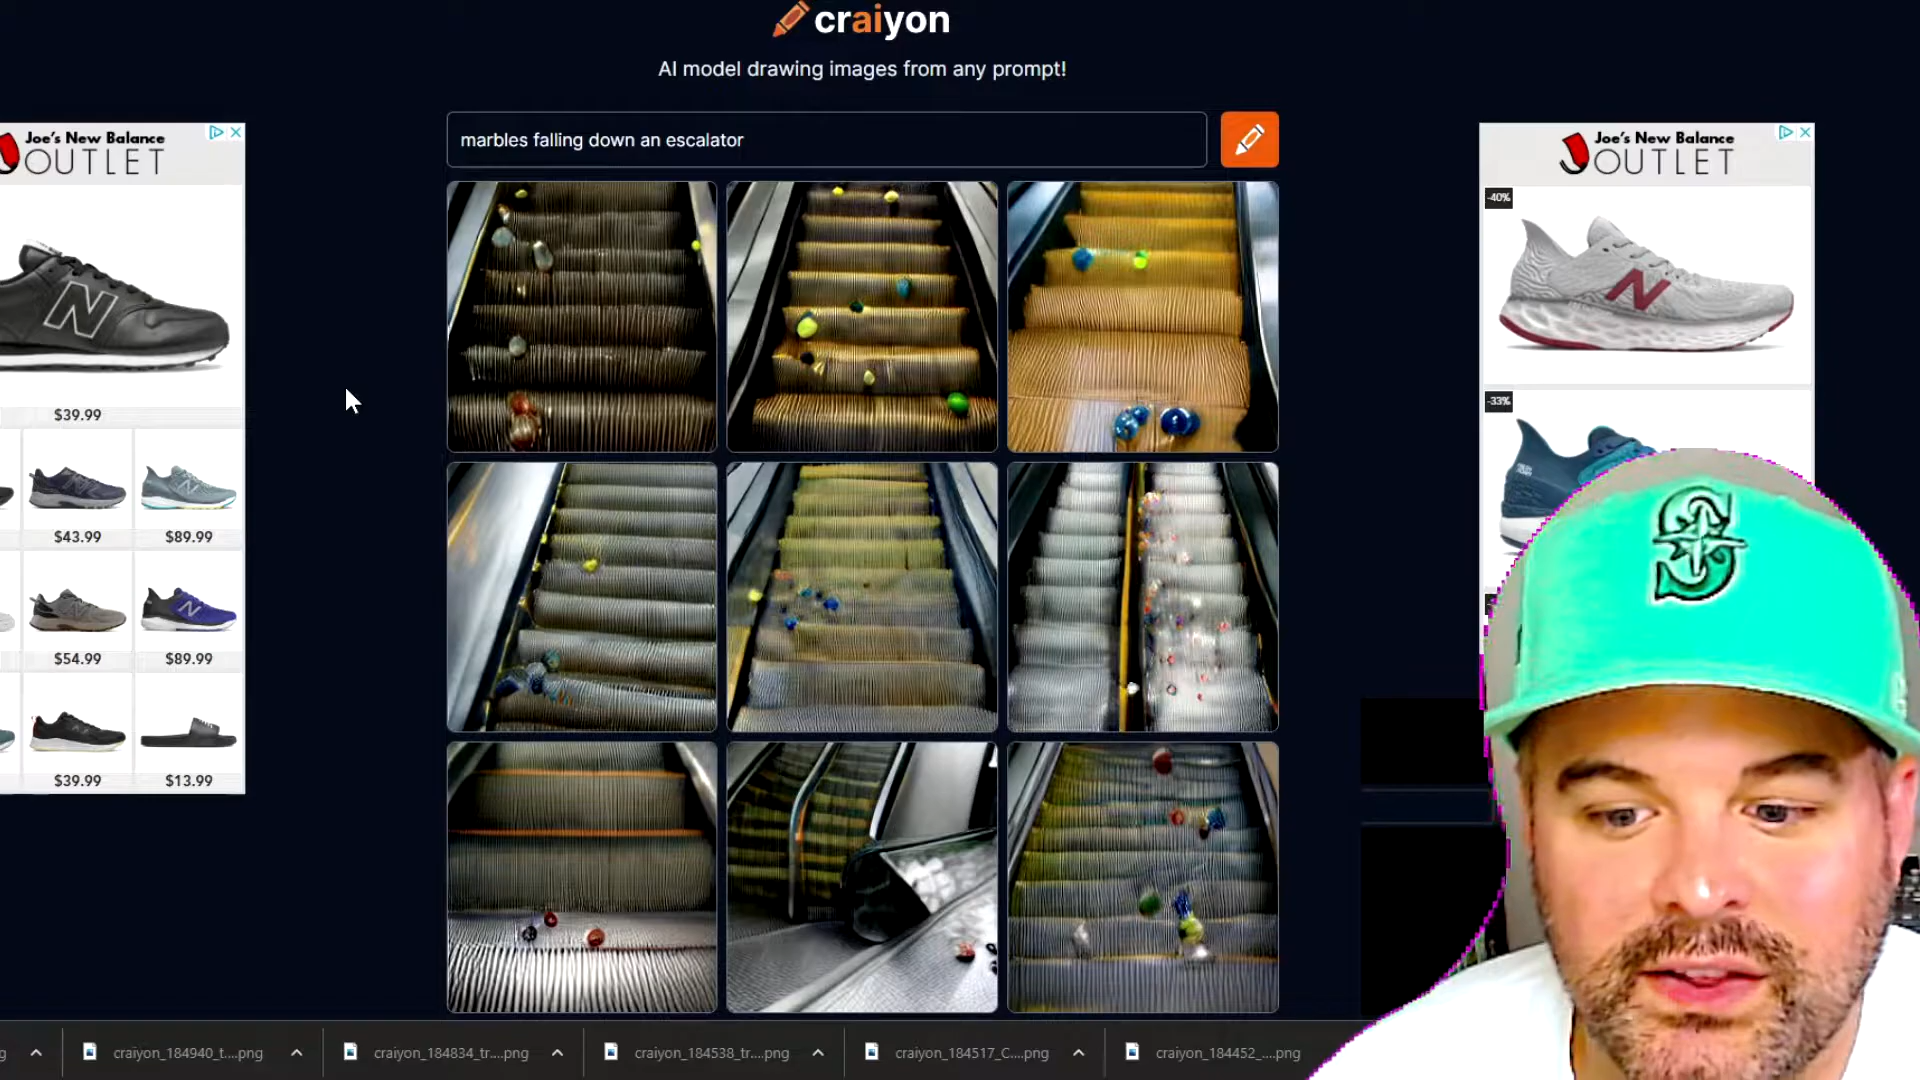 craiyon
AI model drawing images from any prompt!
marbles falling down an escalator
Joe's New Balance
OUTLET
N
$39.99
$43.99
$89.99
$54.99
$89.99
$39.99
$13.99
Joe's New Balance
OUTLET
-40%
N
-33%
S
craiyon_184940_t....png
craiyon_184834_tr....png
craiyon_184538_tr....png
craiyon_184517_C....png
craiyon_184452_....png